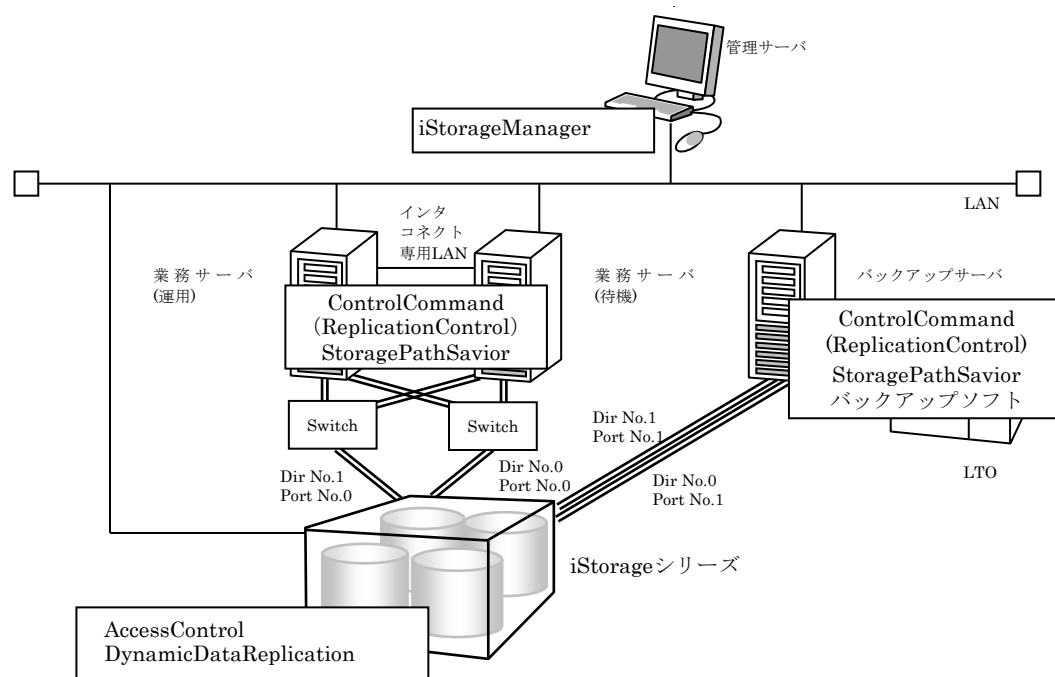 管理サーバ
iStorageManager
LAN
インタ
コネクト
専用LAN
業務サーバ
(運用)
業務サーバ
(待機)
バックアップサーバ
ControlCommand
(ReplicationControl)
StoragePathSavior
ControlCommand
(ReplicationControl)
StoragePathSavior
バックアップソフト
Switch
Switch
Dir No.1
Port No.1
Dir No.1
Port No.0
Dir No.0
Port No.0
Dir No.0
Port No.1
LTO
iStorageシリーズ
AccessControl
DynamicDataReplication